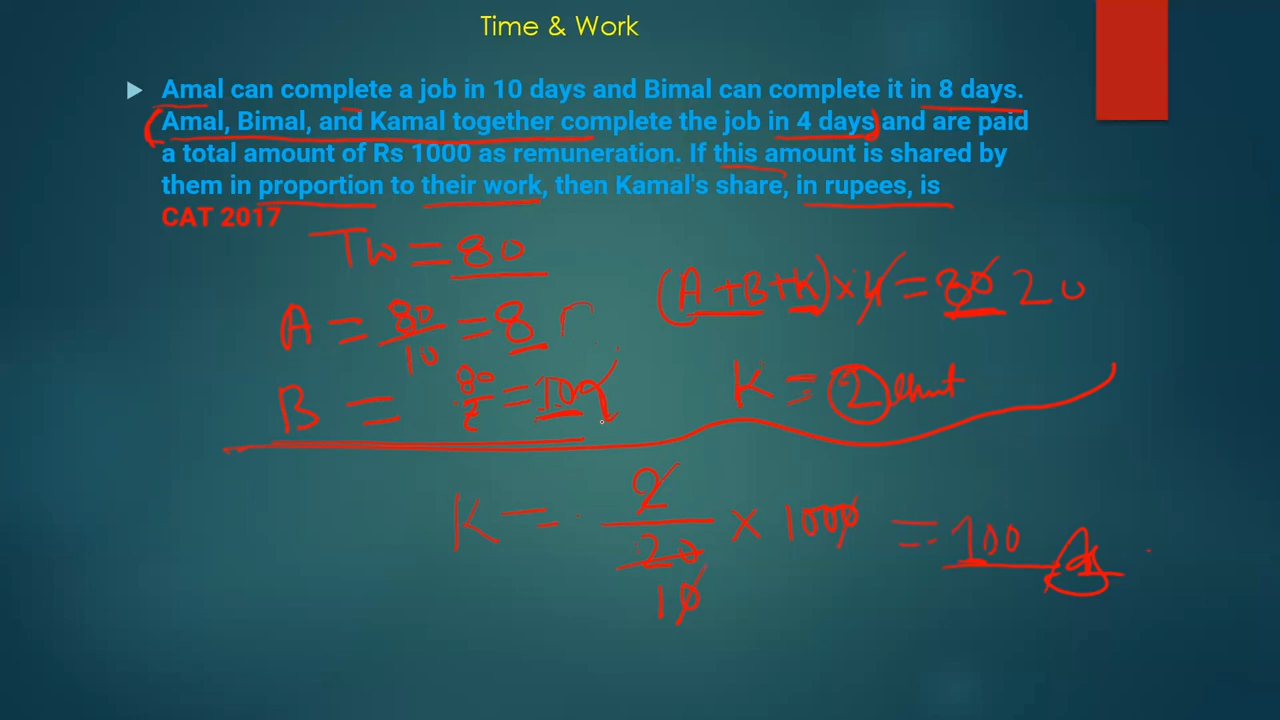 Time & Work
Amal can complete a job in 10 days and Bimal can complete it in 8 days.
Amal, Bimal, and Kamal together complete the job in 4 days and are paid
a total amount of Rs 1000 as remuneration. If this amount is shared by
them in proportion to their work, then Kamal's share, in rupees, is
CAT 2017
TW = 80
(A+B+K)×4 = 80 20
A = 80/10 = 8
K = 2
B = 80/ = 10
K = 2/20 × 1000 = 100
10